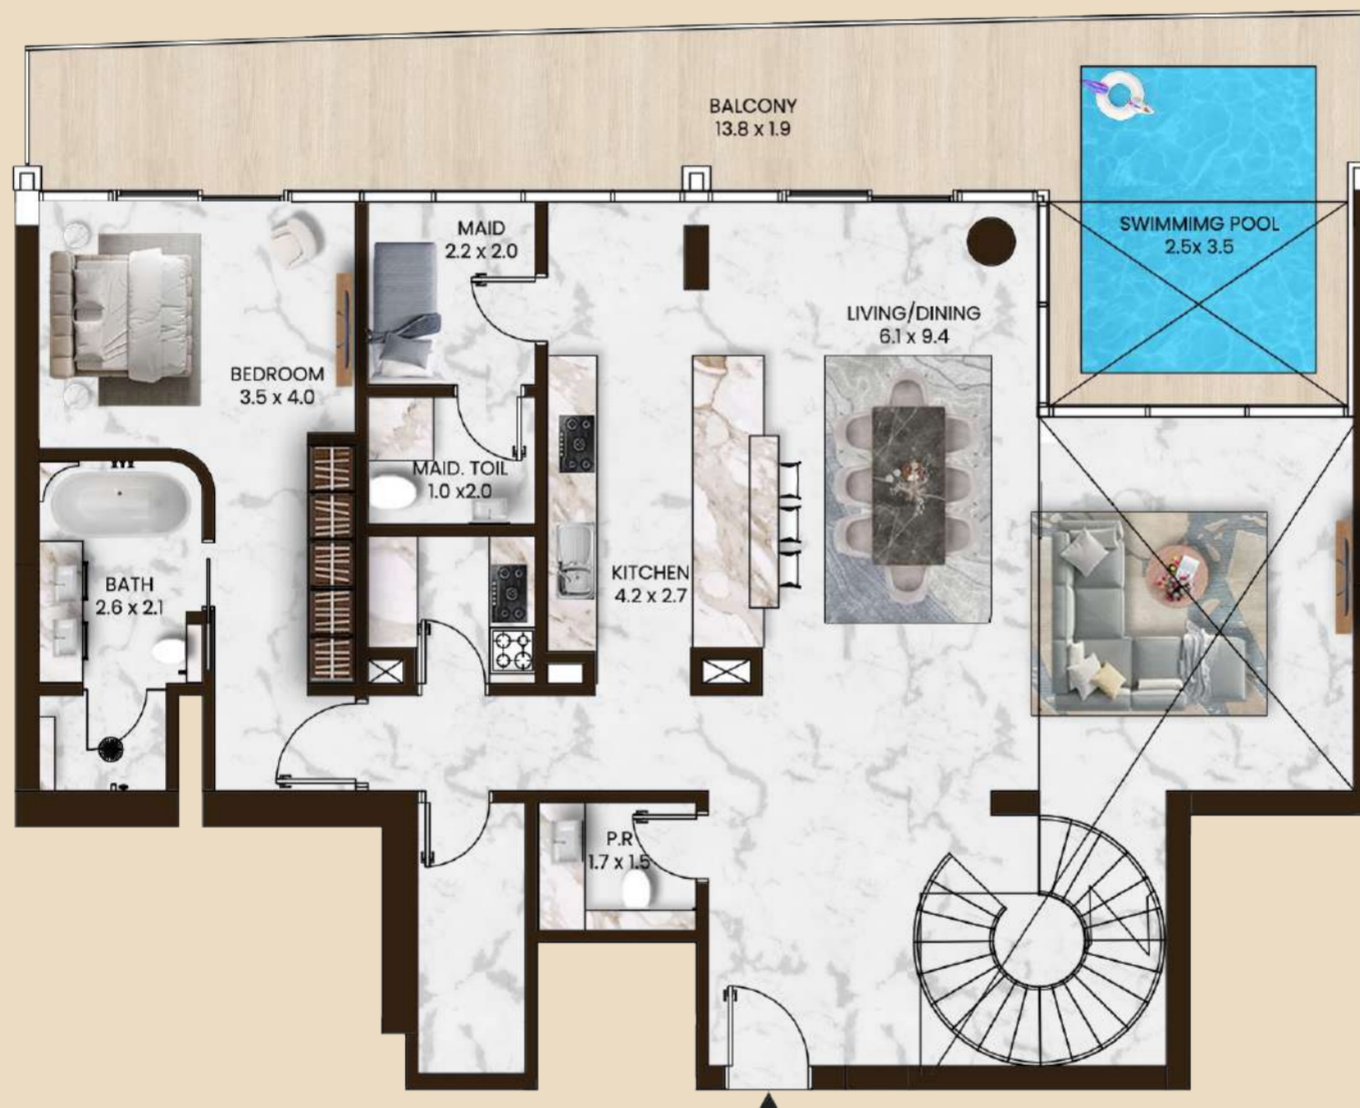 BALCONY
13.8 x 1.9
SWIMMIMG POOL
2.5x 3.5
MAID
2.2 x 2.0
LIVING/DINING
6.1 x 9.4
BEDROOM
3.5 x 4.0
MAID. TOIL
1.0 x2.0
KITCHEN
4.2 x 2.7
BATH
2.6 x 2.1
P.R
1.7 x 1.5